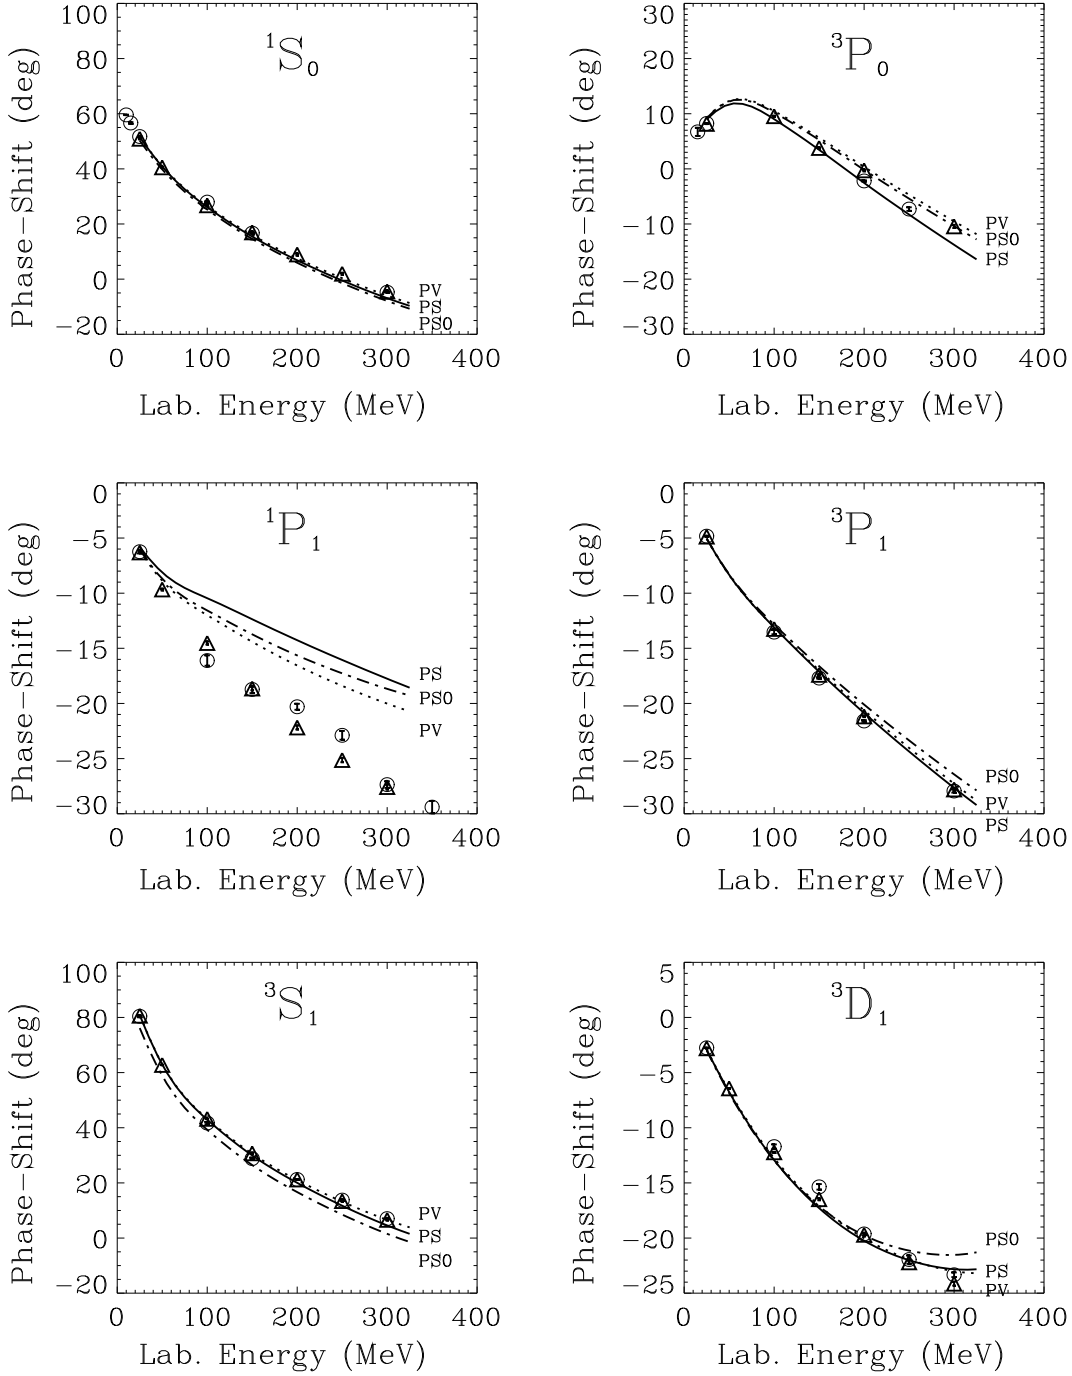 100
80
60
40
20
0
−20
0 100 200 300 400
Phase−Shift (deg)
Lab. Energy (MeV)
1S0
PV
PS
PS0
30
20
10
0
−10
−20
−30
0 100 200 300 400
Phase−Shift (deg)
Lab. Energy (MeV)
3P0
PV
PS0
PS
0
−5
−10
−15
−20
−25
−30
0 100 200 300 400
Phase−Shift (deg)
Lab. Energy (MeV)
1P1
PS
PS0
PV
0
−5
−10
−15
−20
−25
−30
0 100 200 300 400
Phase−Shift (deg)
Lab. Energy (MeV)
3P1
PS0
PV
PS
100
80
60
40
20
0
−20
0 100 200 300 400
Phase−Shift (deg)
Lab. Energy (MeV)
3S1
PV
PS
PS0
5
0
−5
−10
−15
−20
−25
0 100 200 300 400
Phase−Shift (deg)
Lab. Energy (MeV)
3D1
PS0
PS
PV